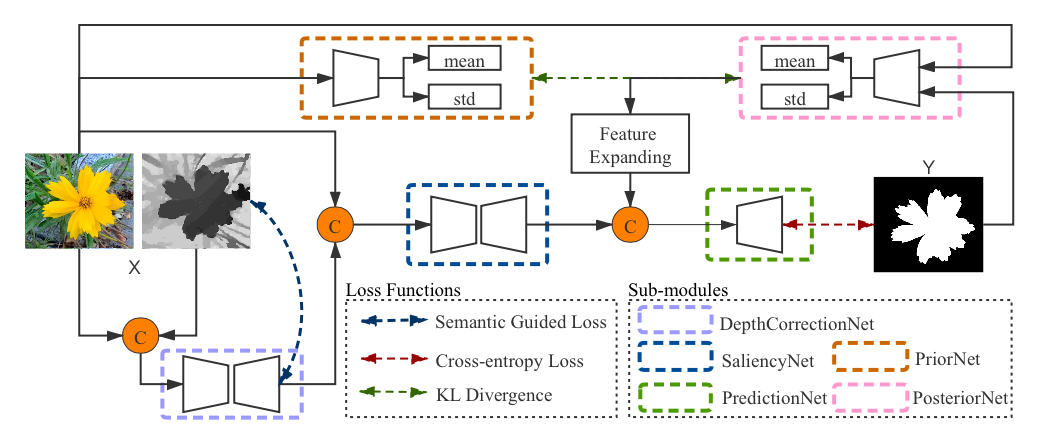 mean
std
mean
std
Feature
Expanding
Y
C
C
X
C
Loss Functions
Semantic Guided Loss
Cross-entropy Loss
KL Divergence
Sub-modules
DepthCorrectionNet
SaliencyNet
PriorNet
PredictionNet
PosteriorNet